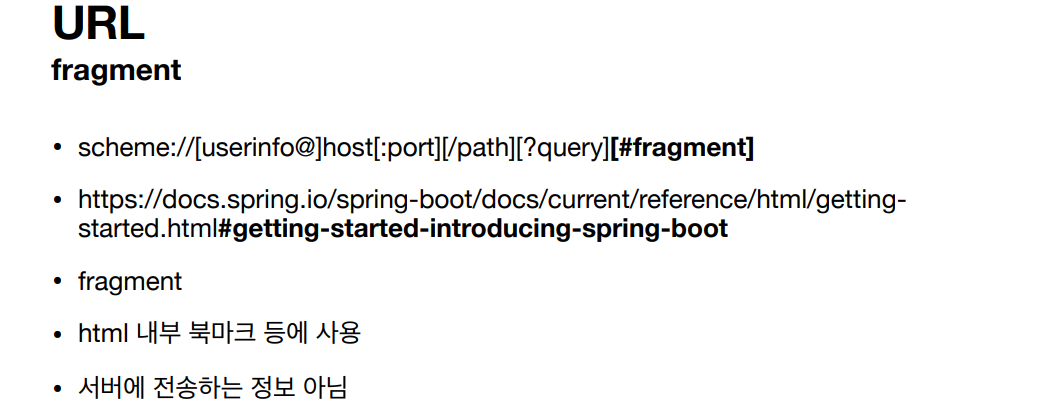 URL
fragment
• scheme://[userinfo@]host[:port][/path][?query][#fragment]
• https://docs.spring.io/spring-boot/docs/current/reference/html/getting-
started.html#getting-started-introducing-spring-boot
• fragment
• html 내부 북마크 등에 사용
• 서버에 전송하는 정보 아님